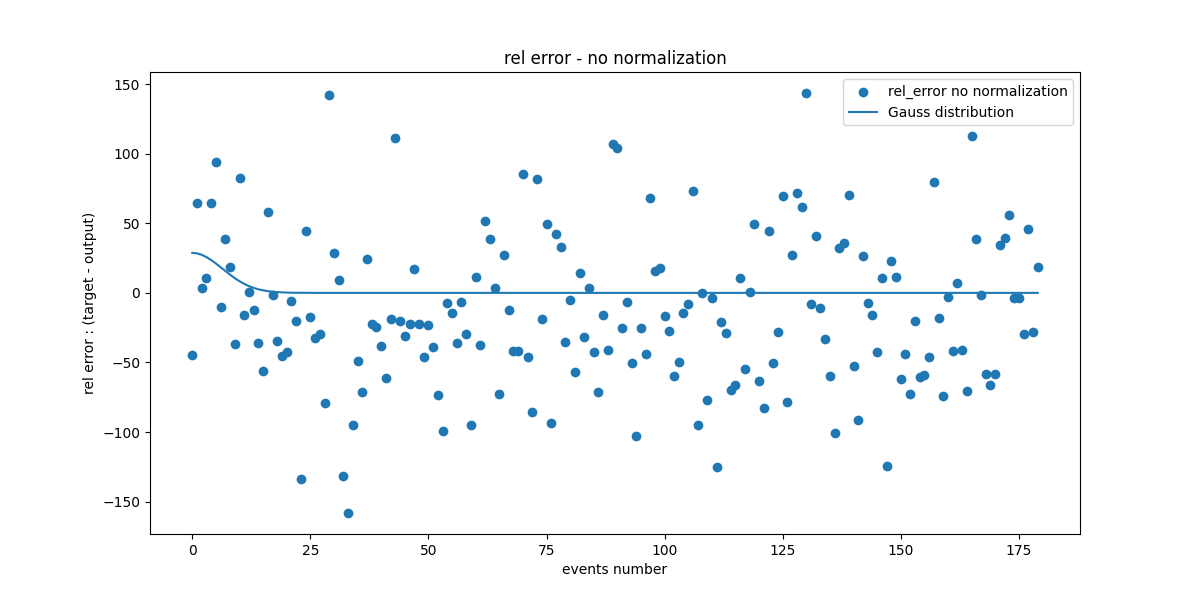 rel error - no normalization
rel_error no normalization
Gauss distribution
rel error : (target - output)
150
100
50
0
−50
−100
−150
0 25 50 75 100 125 150 175
events number